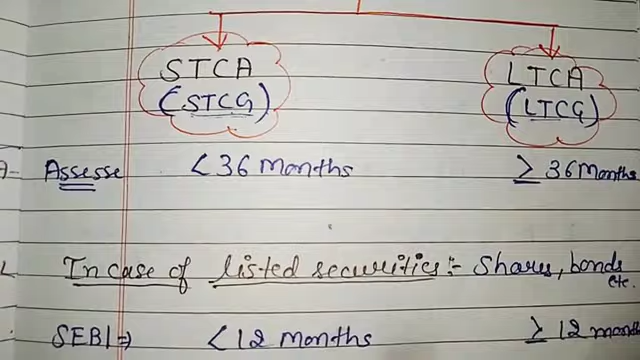 STCA LTCA
(STCG) (LTCG)
Assesse < 36 Months ≥ 36 Months
In case of listed securities :- Shares, bonds
etc.
SEBI ⇒ < 12 months ≥ 12 month